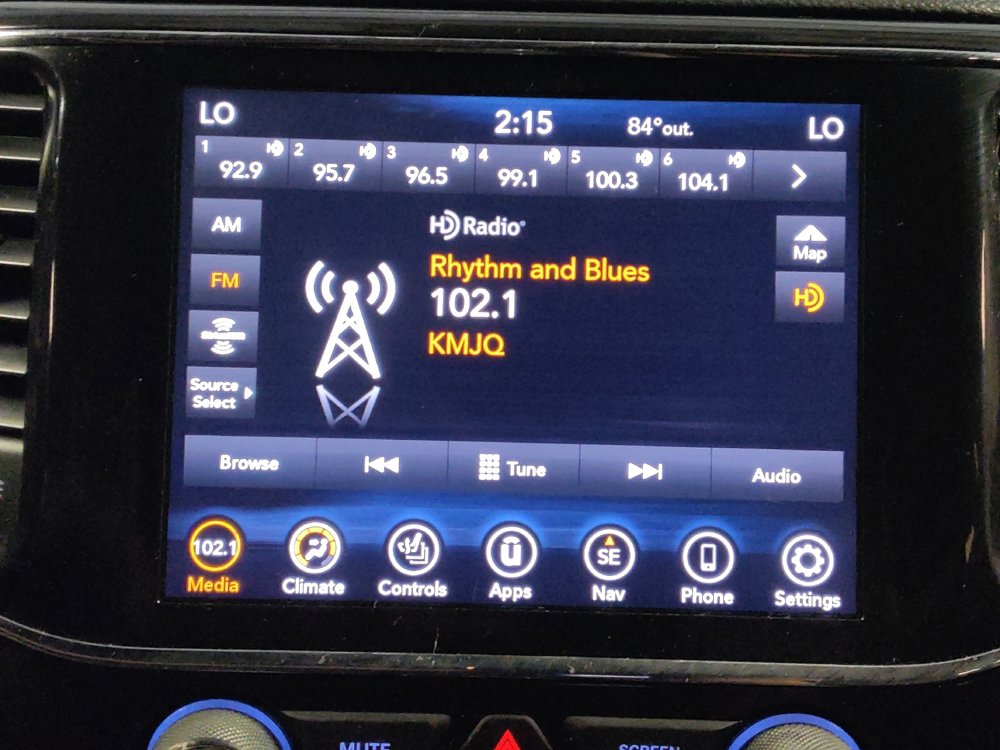 LO 2:15 84°out. LO
1 92.9 2 95.7 3 96.5 4 99.1 5 100.3 6 104.1
AM
FM
Source
Select
HD Radio
Rhythm and Blues
102.1
KMJQ
Map
HD
Browse Tune Audio
102.1 SE
Media Climate Controls Apps Nav Phone Settings
MUTE SCREEN